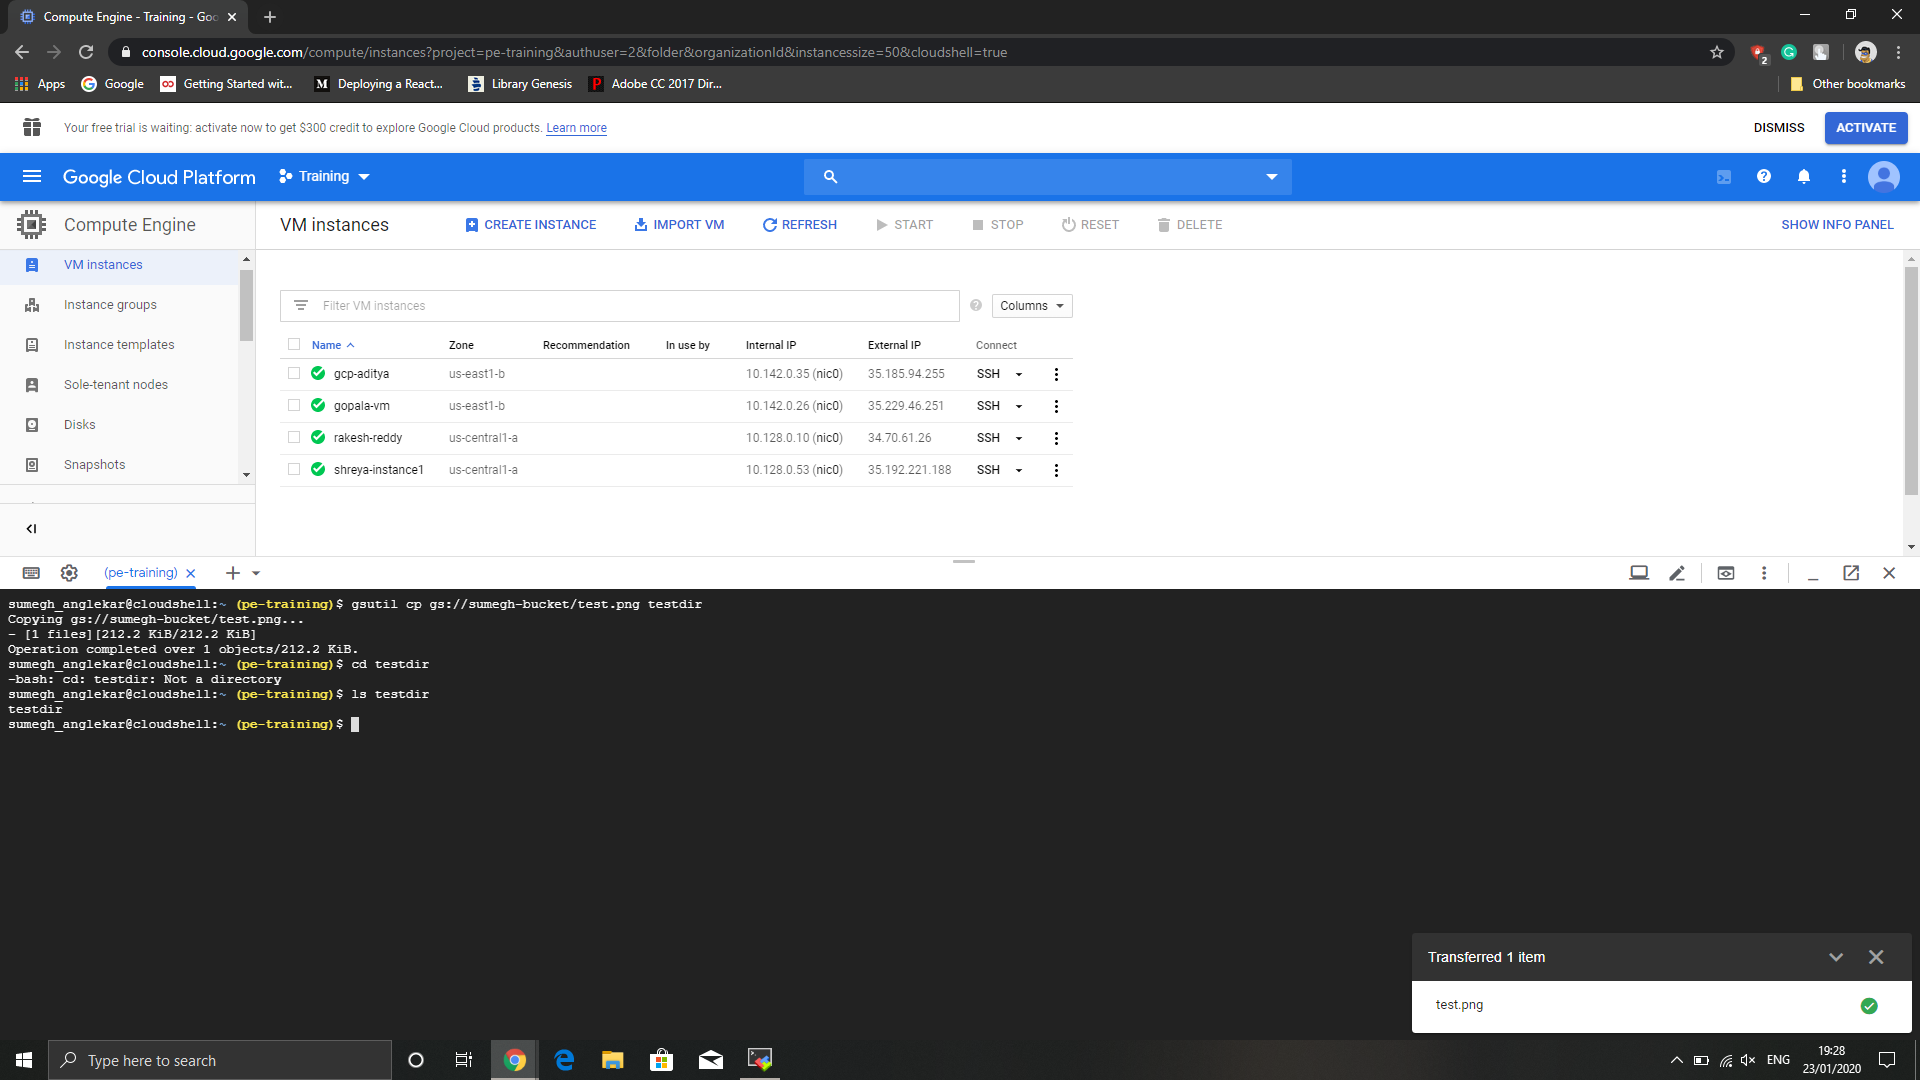 Compute Engine - Training - Goo
console.cloud.google.com/compute/instances?project=pe-training&authuser=2&folder&organizationId&instancessize=50&cloudshell=true
2
Apps
Google
Getting Started wit...
M
Deploying a React...
Library Genesis
Adobe CC 2017 Dir...
Other bookmarks
Your free trial is waiting: activate now to get $300 credit to explore Google Cloud products. Learn more
DISMISS
ACTIVATE
Google Cloud Platform
Training
Compute Engine
VM instances
CREATE INSTANCE
IMPORT VM
REFRESH
START
STOP
RESET
DELETE
SHOW INFO PANEL
VM instances
Instance groups
Instance templates
Sole-tenant nodes
Disks
Snapshots
Filter VM instances
Columns
Name Zone Recommendation In use by Internal IP External IP Connect
gcp-aditya us-east1-b 10.142.0.35 (nic0) 35.185.94.255 SSH
gopala-vm us-east1-b 10.142.0.26 (nic0) 35.229.46.251 SSH
rakesh-reddy us-central1-a 10.128.0.10 (nic0) 34.70.61.26 SSH
shreya-instance1 us-central1-a 10.128.0.53 (nic0) 35.192.221.188 SSH
(pe-training)
sumegh_anglekar@cloudshell:~ (pe-training)$ gsutil cp gs://sumegh-bucket/test.png testdir
Copying gs://sumegh-bucket/test.png...
- [1 files][212.2 KiB/212.2 KiB]
Operation completed over 1 objects/212.2 KiB.
sumegh_anglekar@cloudshell:~ (pe-training)$ cd testdir
-bash: cd: testdir: Not a directory
sumegh_anglekar@cloudshell:~ (pe-training)$ ls testdir
testdir
sumegh_anglekar@cloudshell:~ (pe-training)$
Transferred 1 item
test.png
Type here to search
ENG
19:28
23/01/2020